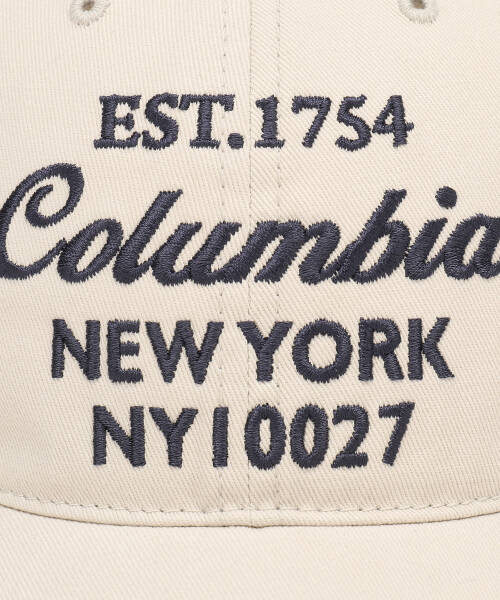 EST.1754
Columbia
NEW YORK
NY10027